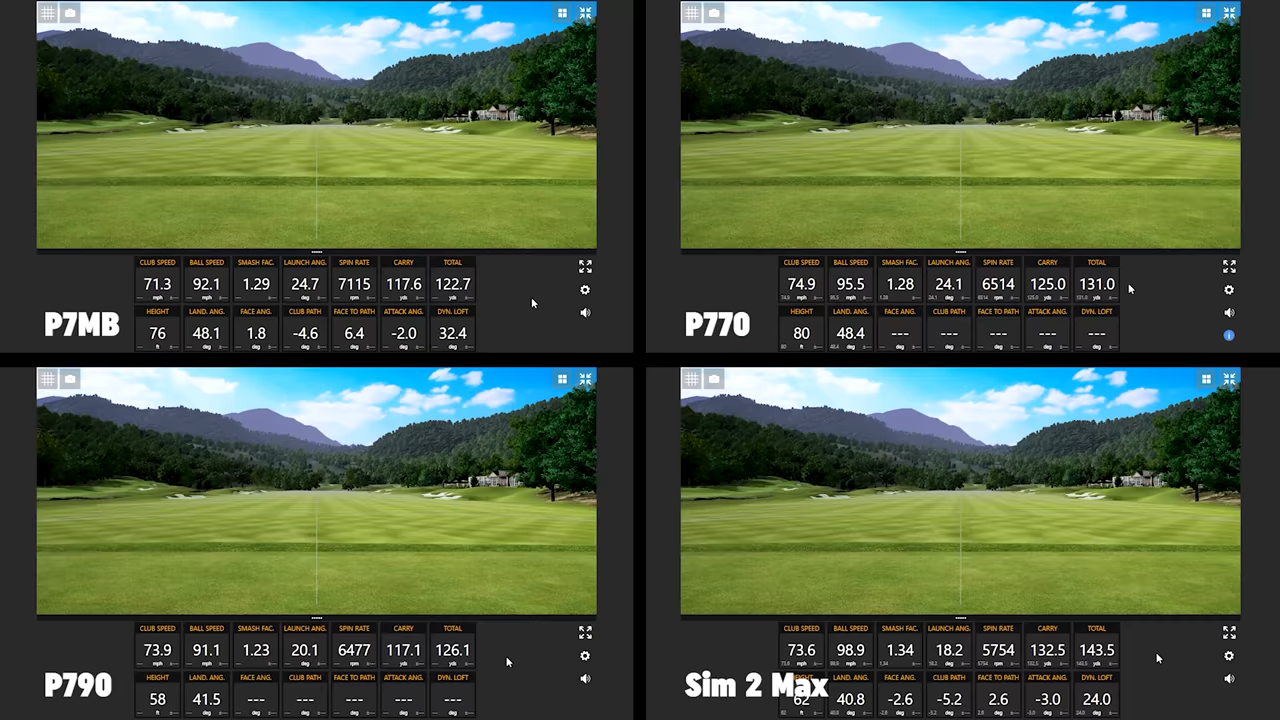 CLUB SPEED BALL SPEED SMASH FAC. LAUNCH ANG. SPIN RATE CARRY TOTAL
71.3 92.1 1.29 24.7 7115 117.6 122.7
mph mph deg rpm yds yds
HEIGHT LAND. ANG. FACE ANG. CLUB PATH FACE TO PATH ATTACK ANG. DYN. LOFT
P7MB 76 48.1 1.8 -4.6 6.4 -2.0 32.4
ft deg deg deg deg deg deg
CLUB SPEED BALL SPEED SMASH FAC. LAUNCH ANG. SPIN RATE CARRY TOTAL
74.9 95.5 1.28 24.1 6514 125.0 131.0
mph mph deg rpm yds yds
HEIGHT LAND. ANG. FACE ANG. CLUB PATH FACE TO PATH ATTACK ANG. DYN. LOFT
P770 80 48.4 --- --- --- --- ---
ft deg deg deg deg deg deg
CLUB SPEED BALL SPEED SMASH FAC. LAUNCH ANG. SPIN RATE CARRY TOTAL
73.9 91.1 1.23 20.1 6477 117.1 126.1
mph mph deg rpm yds yds
HEIGHT LAND. ANG. FACE ANG. CLUB PATH FACE TO PATH ATTACK ANG. DYN. LOFT
P790 58 41.5 --- --- --- --- ---
ft deg deg deg deg deg deg
CLUB SPEED BALL SPEED SMASH FAC. LAUNCH ANG. SPIN RATE CARRY TOTAL
73.6 98.9 1.34 18.2 5754 132.5 143.5
mph mph deg rpm yds yds
HEIGHT LAND. ANG. FACE ANG. CLUB PATH FACE TO PATH ATTACK ANG. DYN. LOFT
Sim 2 Max 62 40.8 -2.6 -5.2 2.6 -3.0 24.0
ft deg deg deg deg deg deg